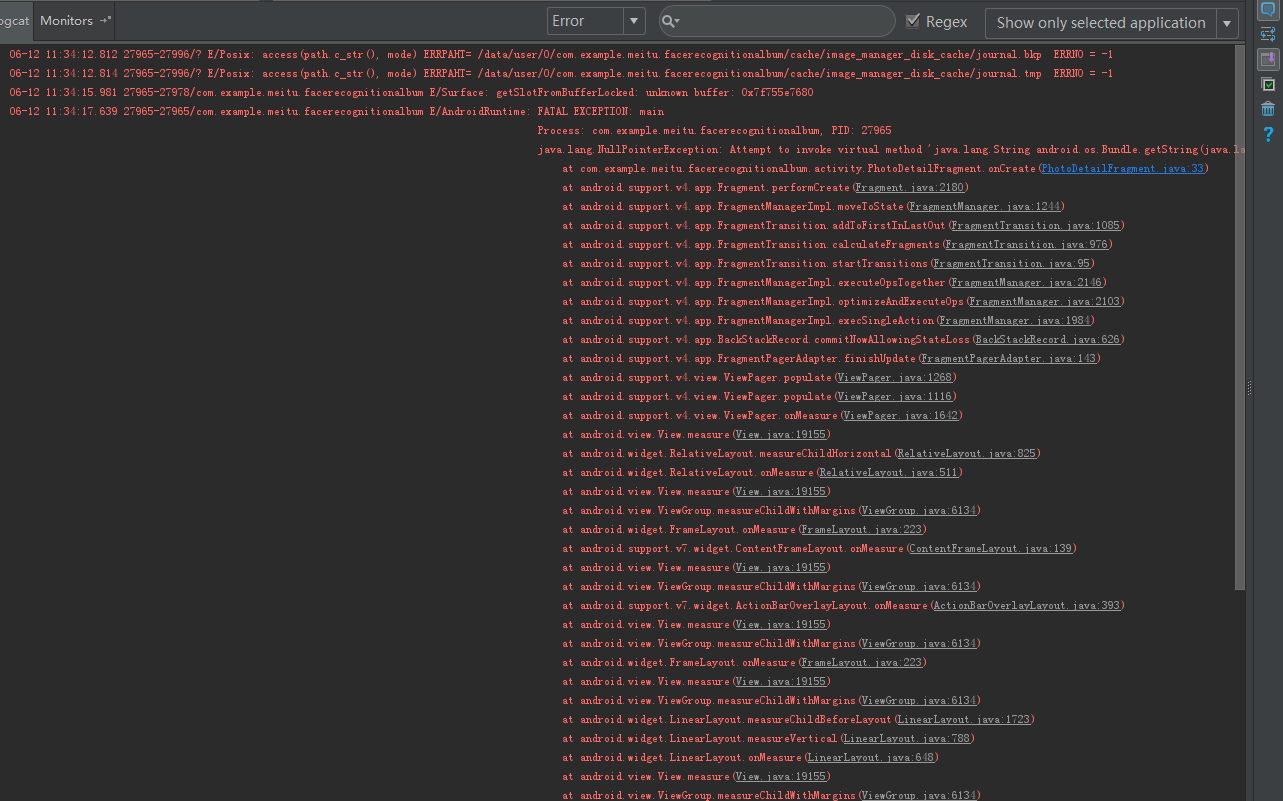 ogcat Monitors Error Regex Show only selected application
06-12 11:34:12.812 27965-27996/? E/Posix: access(path.c_str(), mode) ERRPAHT= /data/user/0/com.example.meitu.facerecognitionalbum/cache/image_manager_disk_cache/journal.bkp  ERRNO = -1
06-12 11:34:12.814 27965-27996/? E/Posix: access(path.c_str(), mode) ERRPAHT= /data/user/0/com.example.meitu.facerecognitionalbum/cache/image_manager_disk_cache/journal.tmp  ERRNO = -1
06-12 11:34:15.981 27965-27978/com.example.meitu.facerecognitionalbum E/Surface: getSlotFromBufferLocked: unknown buffer: 0x7f755e7680
06-12 11:34:17.639 27965-27965/com.example.meitu.facerecognitionalbum E/AndroidRuntime: FATAL EXCEPTION: main
Process: com.example.meitu.facerecognitionalbum, PID: 27965
java.lang.NullPointerException: Attempt to invoke virtual method 'java.lang.String android.os.Bundle.getString(java.la
at com.example.meitu.facerecognitionalbum.activity.PhotoDetailFragment.onCreate(PhotoDetailFragment.java:33)
at android.support.v4.app.Fragment.performCreate(Fragment.java:2180)
at android.support.v4.app.FragmentManagerImpl.moveToState(FragmentManager.java:1244)
at android.support.v4.app.FragmentTransition.addToFirstInLastOut(FragmentTransition.java:1085)
at android.support.v4.app.FragmentTransition.calculateFragments(FragmentTransition.java:976)
at android.support.v4.app.FragmentTransition.startTransitions(FragmentTransition.java:95)
at android.support.v4.app.FragmentManagerImpl.executeOpsTogether(FragmentManager.java:2146)
at android.support.v4.app.FragmentManagerImpl.optimizeAndExecuteOps(FragmentManager.java:2103)
at android.support.v4.app.FragmentManagerImpl.execSingleAction(FragmentManager.java:1984)
at android.support.v4.app.BackStackRecord.commitNowAllowingStateLoss(BackStackRecord.java:626)
at android.support.v4.app.FragmentPagerAdapter.finishUpdate(FragmentPagerAdapter.java:143)
at android.support.v4.view.ViewPager.populate(ViewPager.java:1268)
at android.support.v4.view.ViewPager.populate(ViewPager.java:1116)
at android.support.v4.view.ViewPager.onMeasure(ViewPager.java:1642)
at android.view.View.measure(View.java:19155)
at android.widget.RelativeLayout.measureChildHorizontal(RelativeLayout.java:825)
at android.widget.RelativeLayout.onMeasure(RelativeLayout.java:511)
at android.view.View.measure(View.java:19155)
at android.view.ViewGroup.measureChildWithMargins(ViewGroup.java:6134)
at android.widget.FrameLayout.onMeasure(FrameLayout.java:223)
at android.support.v7.widget.ContentFrameLayout.onMeasure(ContentFrameLayout.java:139)
at android.view.View.measure(View.java:19155)
at android.view.ViewGroup.measureChildWithMargins(ViewGroup.java:6134)
at android.support.v7.widget.ActionBarOverlayLayout.onMeasure(ActionBarOverlayLayout.java:393)
at android.view.View.measure(View.java:19155)
at android.view.ViewGroup.measureChildWithMargins(ViewGroup.java:6134)
at android.widget.FrameLayout.onMeasure(FrameLayout.java:223)
at android.view.View.measure(View.java:19155)
at android.view.ViewGroup.measureChildWithMargins(ViewGroup.java:6134)
at android.widget.LinearLayout.measureChildBeforeLayout(LinearLayout.java:1723)
at android.widget.LinearLayout.measureVertical(LinearLayout.java:788)
at android.widget.LinearLayout.onMeasure(LinearLayout.java:648)
at android.view.View.measure(View.java:19155)
at android.view.ViewGroup.measureChildWithMargins(ViewGroup.java:6134)